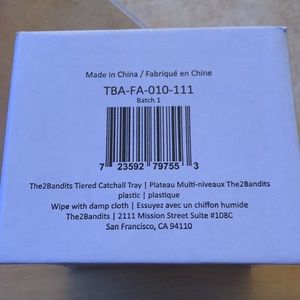 Made in China / Fabriqué en Chine
TBA-FA-010-111
Batch 1
7 23592 79755 3
The2Bandits Tiered Catchall Tray | Plateau Multi-niveaux The2Bandits
plastic | plastique
Wipe with damp cloth | Essuyez avec un chiffon humide
The2Bandits | 2111 Mission Street Suite #108C
San Francisco, CA 94110